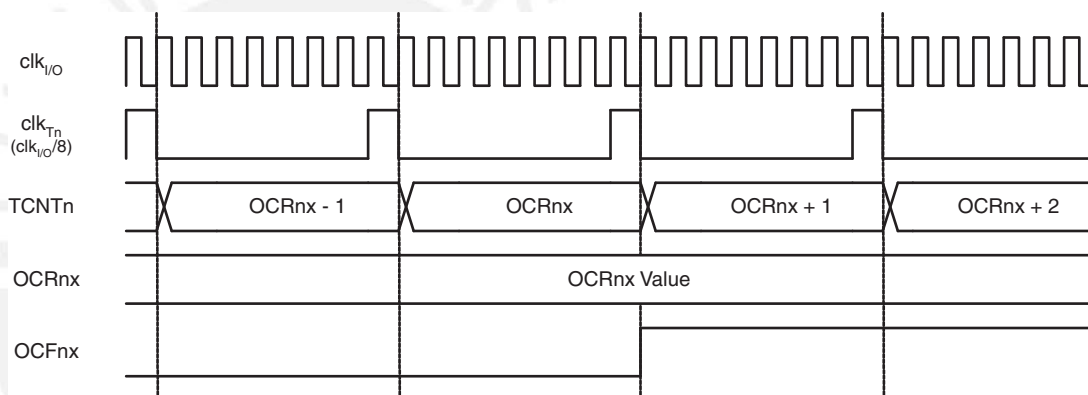 clkI/O
clkTn
(clkI/O/8)
TCNTn OCRnx - 1 OCRnx OCRnx + 1 OCRnx + 2
OCRnx OCRnx Value
OCFnx